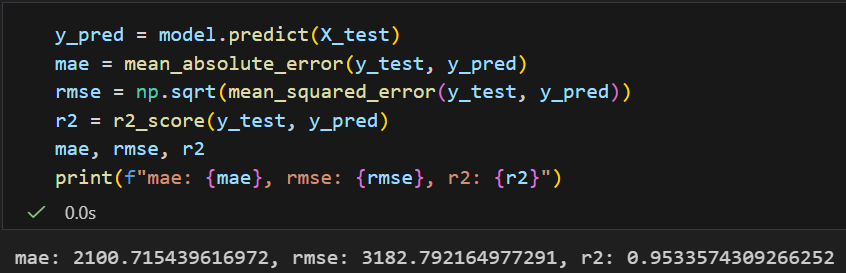 y_pred = model.predict(X_test)
mae = mean_absolute_error(y_test, y_pred)
rmse = np.sqrt(mean_squared_error(y_test, y_pred))
r2 = r2_score(y_test, y_pred)
mae, rmse, r2
print(f"mae: {mae}, rmse: {rmse}, r2: {r2}")
0.0s
mae: 2100.715439616972, rmse: 3182.792164977291, r2: 0.9533574309266252